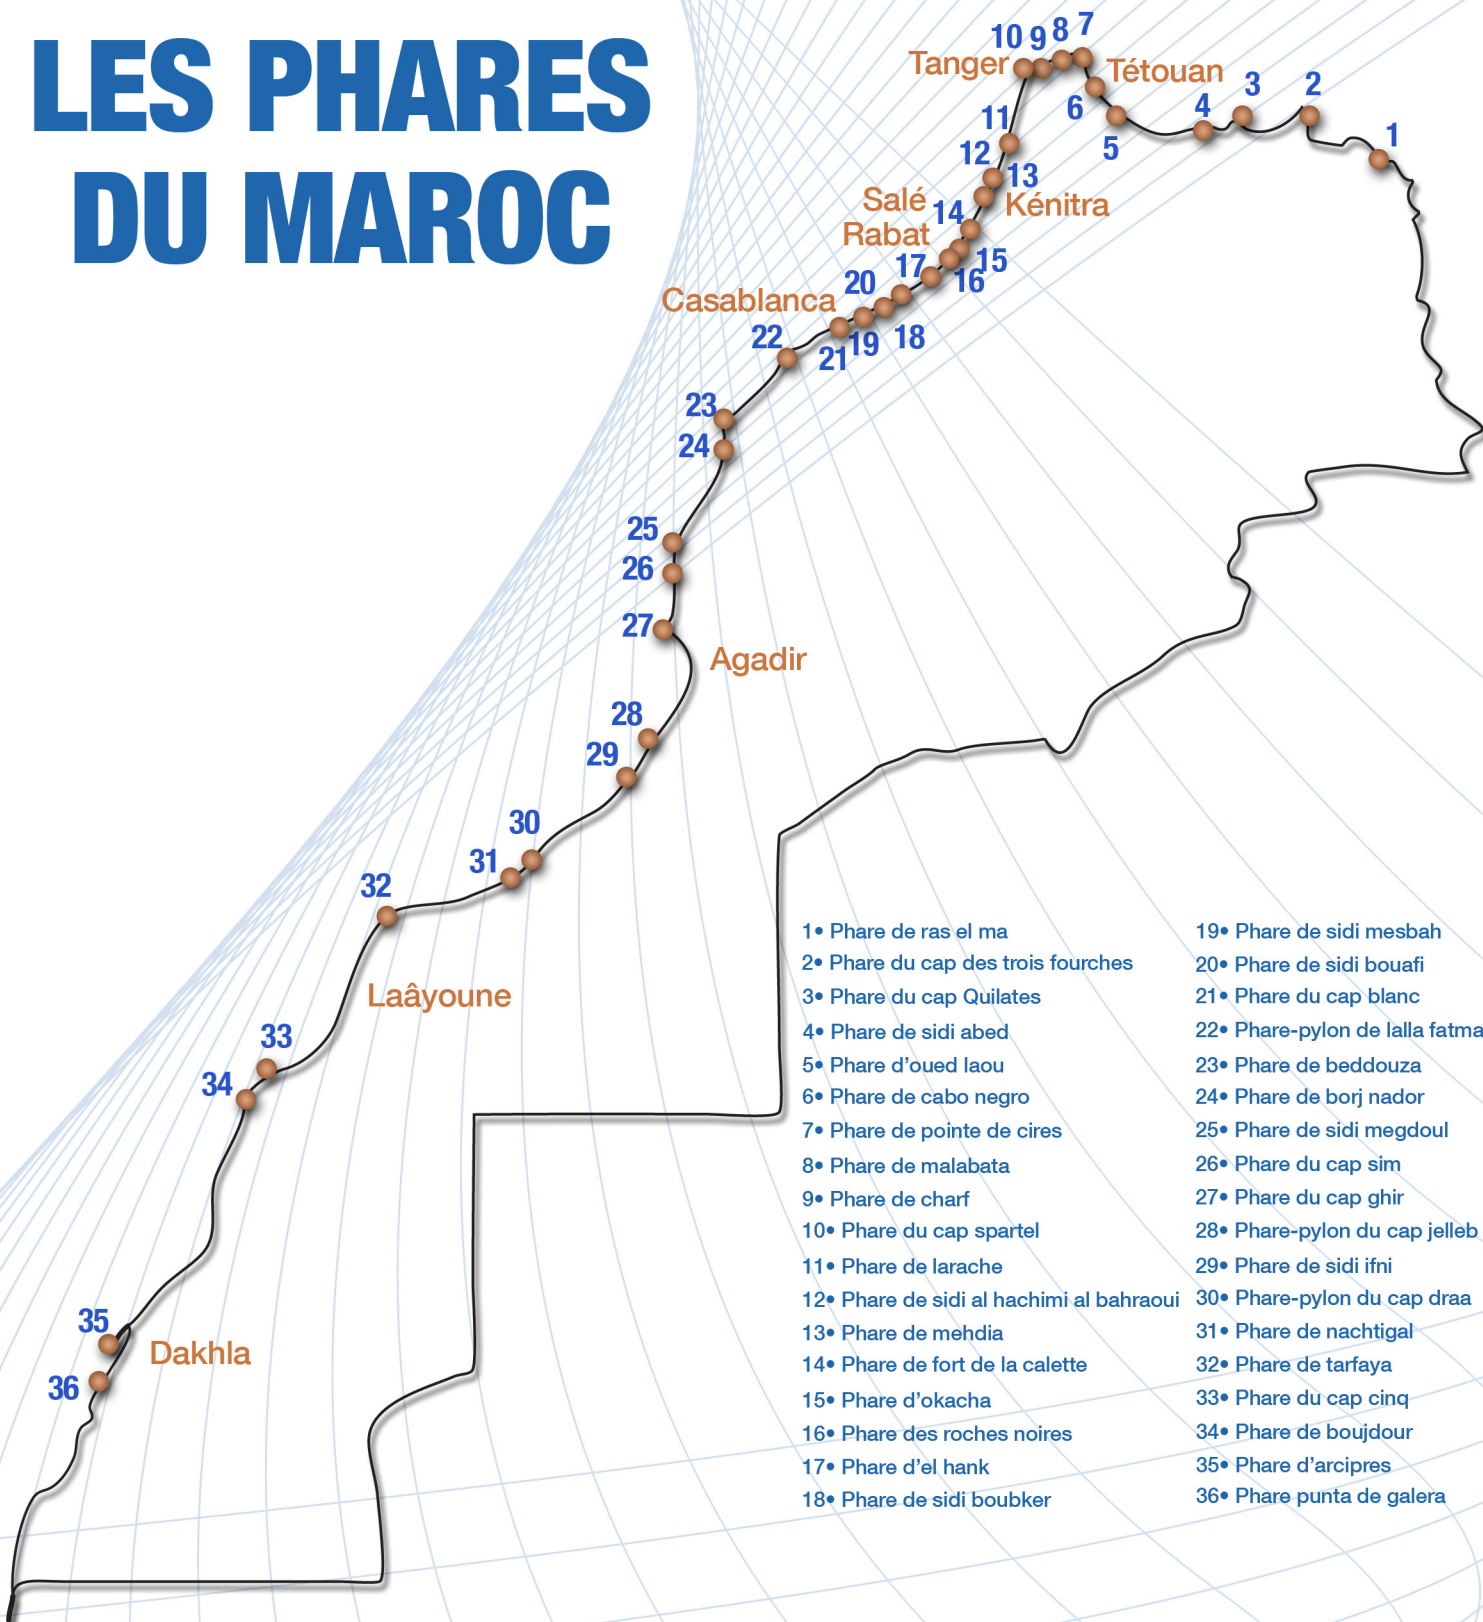 LES PHARES
DU MAROC
10 9 8 7
Tanger
Tétouan
6
5
4
3
2
1
11
12
13
Kénitra
Salé
14
Rabat
15
16
17
20
Casablanca
18
19
21
22
23
24
25
26
27
Agadir
28
29
30
31
32
Laâyoune
33
34
35
Dakhla
36
1• Phare de ras el ma
2• Phare du cap des trois fourches
3• Phare du cap Quilates
4• Phare de sidi abed
5• Phare d’oued laou
6• Phare de cabo negro
7• Phare de pointe de cires
8• Phare de malabata
9• Phare de charf
10• Phare du cap spartel
11• Phare de larache
12• Phare de sidi al hachimi al bahraoui
13• Phare de mehdia
14• Phare de fort de la calette
15• Phare d’okacha
16• Phare des roches noires
17• Phare d’el hank
18• Phare de sidi boubker
19• Phare de sidi mesbah
20• Phare de sidi bouafi
21• Phare du cap blanc
22• Phare-pylon de lalla fatma
23• Phare de beddouza
24• Phare de borj nador
25• Phare de sidi megdoul
26• Phare du cap sim
27• Phare du cap ghir
28• Phare-pylon du cap jelleb
29• Phare de sidi ifni
30• Phare-pylon du cap draa
31• Phare de nachtigal
32• Phare de tarfaya
33• Phare du cap cinq
34• Phare de boujdour
35• Phare d’arcipres
36• Phare punta de galera